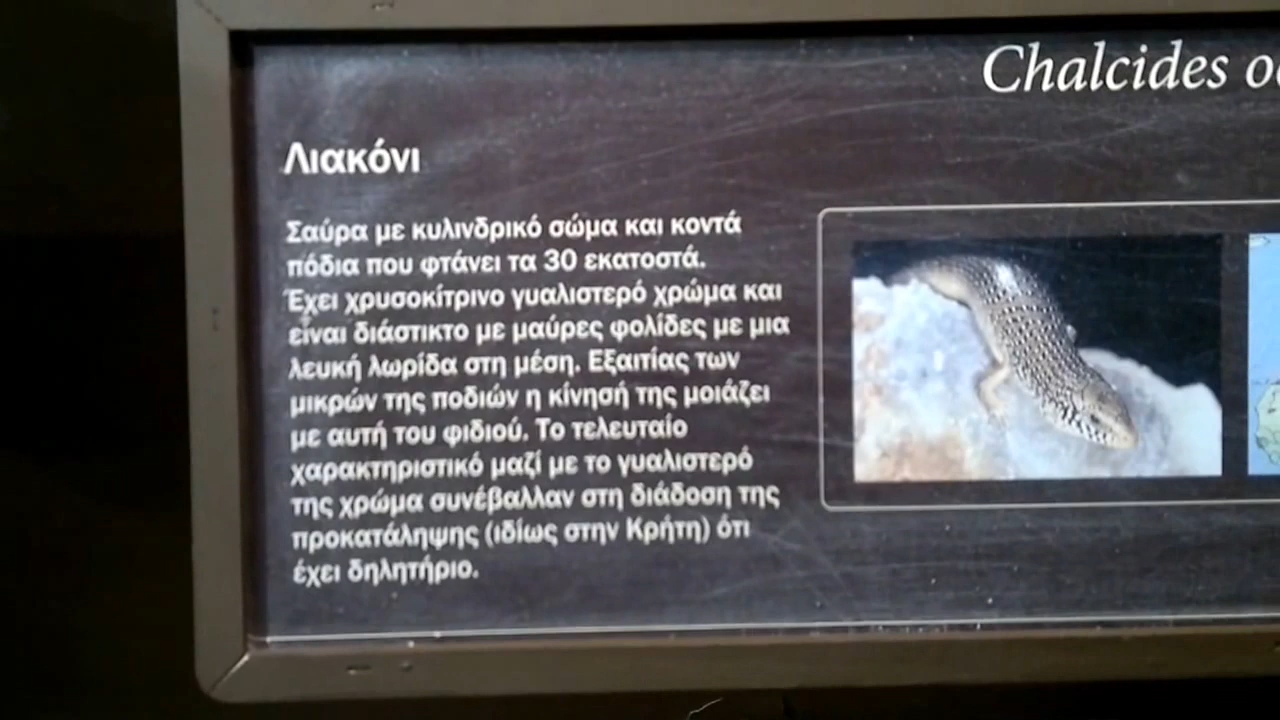 Chalcides
Λιακόνι
Σαύρα με κυλινδρικό σώμα και κοντά
πόδια που φτάνει τα 30 εκατοστά.
Έχει χρυσοκίτρινο γυαλιστερό χρώμα και
είναι διάστικτο με μαύρες φολίδες με μια
λευκή λωρίδα στη μέση. Εξαιτίας των
μικρών της ποδιών η κίνησή της μοιάζει
με αυτή του φιδιού. Το τελευταίο
χαρακτηριστικό μαζί με το γυαλιστερό
της χρώμα συνέβαλλαν στη διάδοση της
προκατάληψης (ιδίως στην Κρήτη) ότι
έχει δηλητήριο.